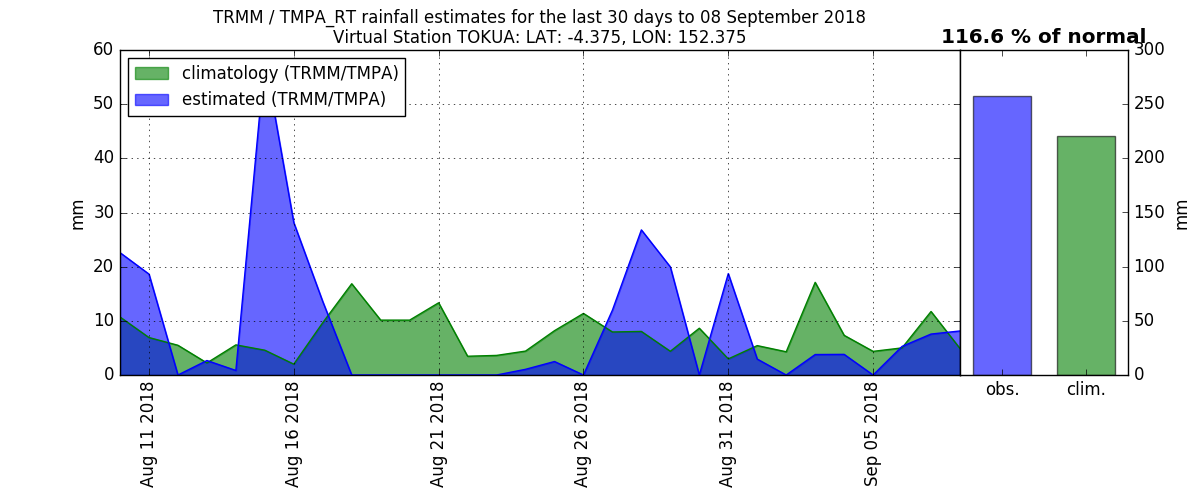 TRMM / TMPA_RT rainfall estimates for the last 30 days to 08 September 2018
Virtual Station TOKUA: LAT: -4.375, LON: 152.375
116.6 % of normal
climatology (TRMM/TMPA)
estimated (TRMM/TMPA)
60
50
40
30
20
10
0
mm
300
250
200
150
100
50
0
mm
Aug 11 2018
Aug 16 2018
Aug 21 2018
Aug 26 2018
Aug 31 2018
Sep 05 2018
obs.
clim.